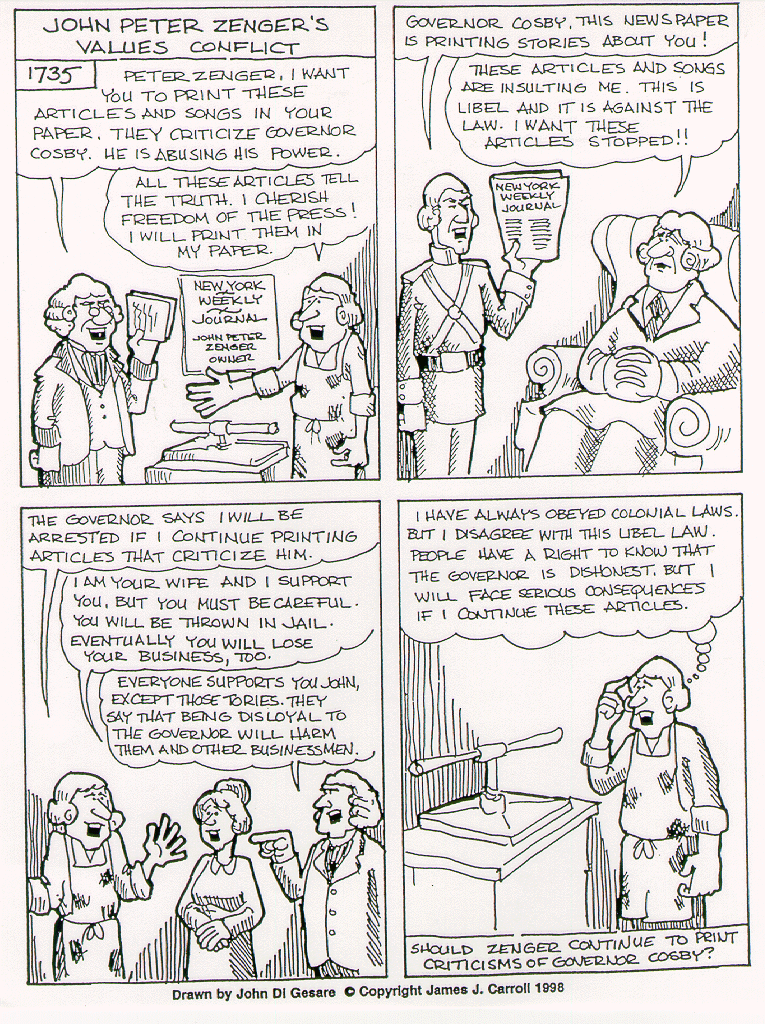 JOHN PETER ZENGER'S
VALUES CONFLICT
1735
PETER ZENGER, I WANT
YOU TO PRINT THESE
ARTICLES AND SONGS IN YOUR
PAPER. THEY CRITICIZE GOVERNOR
COSBY. HE IS ABUSING HIS POWER.
ALL THESE ARTICLES TELL
THE TRUTH. I CHERISH
FREEDOM OF THE PRESS!
I WILL PRINT THEM IN
MY PAPER.
NEW YORK
WEEKLY
JOURNAL
JOHN PETER
ZENGER
OWNER
GOVERNOR COSBY, THIS NEWSPAPER
IS PRINTING STORIES ABOUT YOU!
THESE ARTICLES AND SONGS
ARE INSULTING ME. THIS IS
LIBEL AND IT IS AGAINST THE
LAW. I WANT THESE
ARTICLES STOPPED!!
NEW YORK
WEEKLY
JOURNAL
THE GOVERNOR SAYS I WILL BE
ARRESTED IF I CONTINUE PRINTING
ARTICLES THAT CRITICIZE HIM.
I AM YOUR WIFE AND I SUPPORT
YOU, BUT YOU MUST BE CAREFUL.
YOU WILL BE THROWN IN JAIL.
EVENTUALLY YOU WILL LOSE
YOUR BUSINESS, TOO.
EVERYONE SUPPORTS YOU JOHN,
EXCEPT THOSE TORIES. THEY
SAY THAT BEING DISLOYAL TO
THE GOVERNOR WILL HARM
THEM AND OTHER BUSINESSMEN.
I HAVE ALWAYS OBEYED COLONIAL LAWS.
BUT I DISAGREE WITH THIS LIBEL LAW.
PEOPLE HAVE A RIGHT TO KNOW THAT
THE GOVERNOR IS DISHONEST. BUT I
WILL FACE SERIOUS CONSEQUENCES
IF I CONTINUE THESE ARTICLES.
SHOULD ZENGER CONTINUE TO PRINT
CRITICISMS OF GOVERNOR COSBY?
Drawn by John Di Gesare © Copyright James J. Carroll 1998